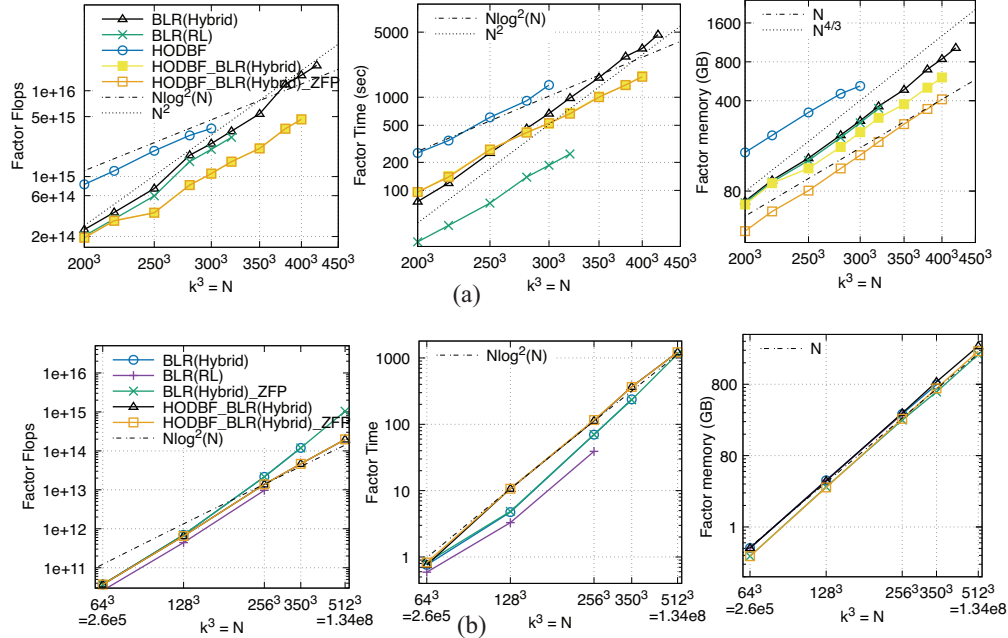 BLR(Hybrid)
BLR(RL)
HODBF
HODBF_BLR(Hybrid)
HODBF_BLR(Hybrid)_ZFP
Nlog²(N)
N²
Factor Flops
1e+16
5e+15
1e+15
6e+14
2e+14
200³ 250³ 300³ 350³ 400³ 450³
k³ = N
Nlog²(N)
N²
Factor Time (sec)
5000
1000
500
200
100
200³ 250³ 300³ 350³ 400³ 450³
k³ = N
N
N⁴/³
Factor memory (GB)
1600
400
80
200³ 250³ 300³ 350³ 400³ 450³
k³ = N
(a)
BLR(Hybrid)
BLR(RL)
BLR(Hybrid)_ZFP
HODBF_BLR(Hybrid)
HODBF_BLR(Hybrid)_ZFP
Nlog²(N)
Factor Flops
1e+16
1e+15
1e+14
1e+13
1e+12
1e+11
64³ 128³ 256³ 350³ 512³
=2.6e5 =1.34e8
k³ = N
Nlog²(N)
Factor Time
1000
100
10
1
64³ 128³ 256³ 350³ 512³
=2.6e5 =1.34e8
k³ = N
N
Factor memory (GB)
800
80
1
64³ 128³ 256³ 350³ 512³
=2.6e5 =1.34e8
k³ = N
(b)